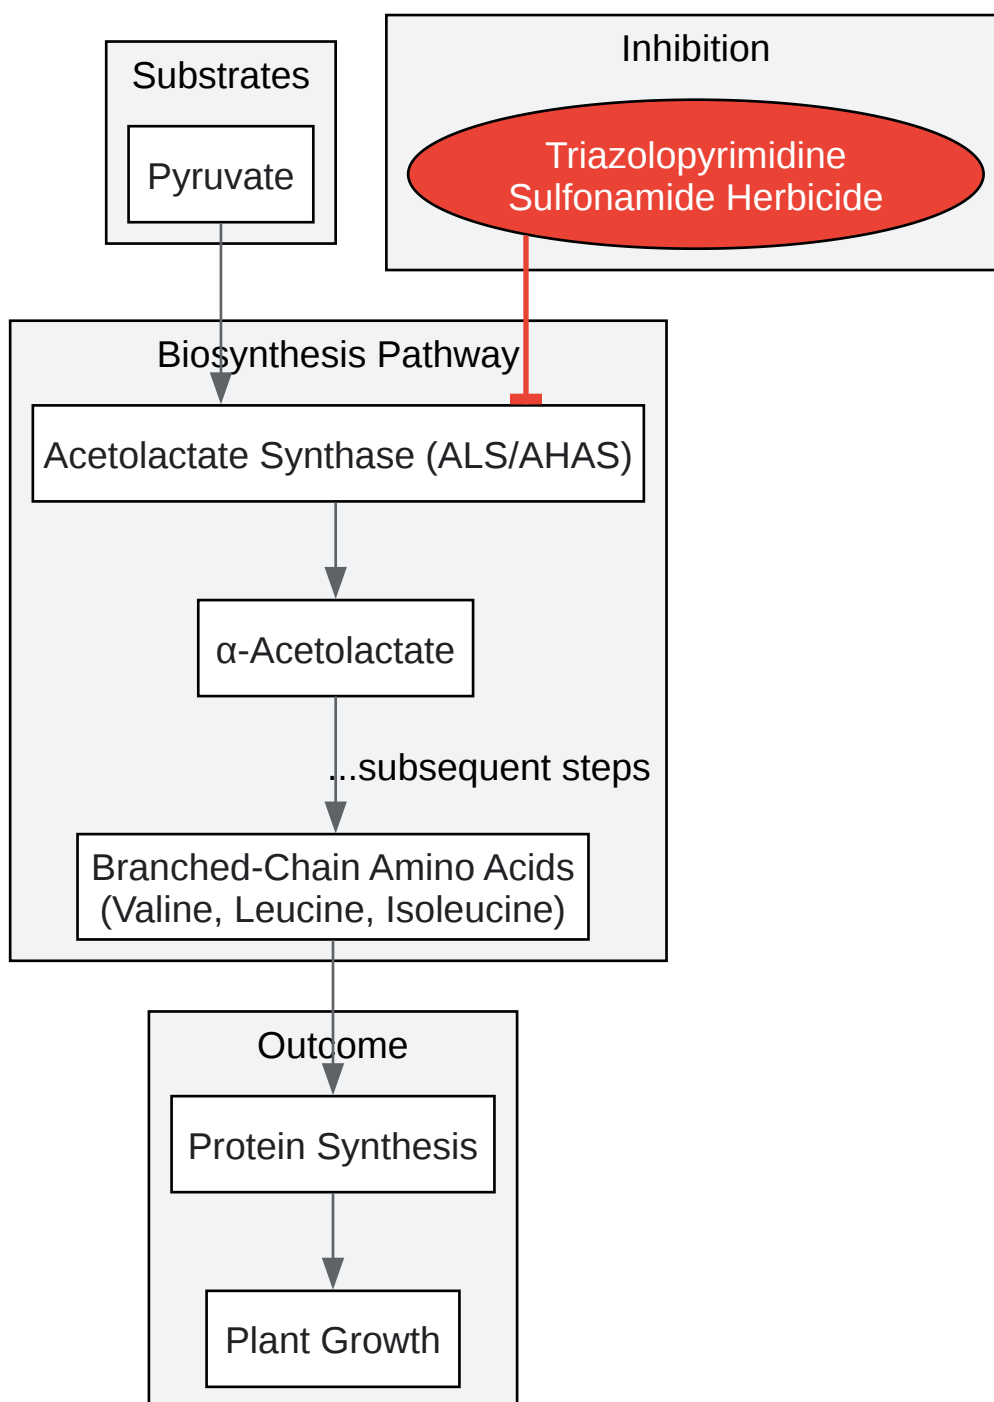 Substrates
Pyruvate
Inhibition
Triazolopyrimidine
Sulfonamide Herbicide
Biosynthesis Pathway
Acetolactate Synthase (ALS/AHAS)
α-Acetolactate
...subsequent steps
Branched-Chain Amino Acids
(Valine, Leucine, Isoleucine)
Outcome
Protein Synthesis
Plant Growth